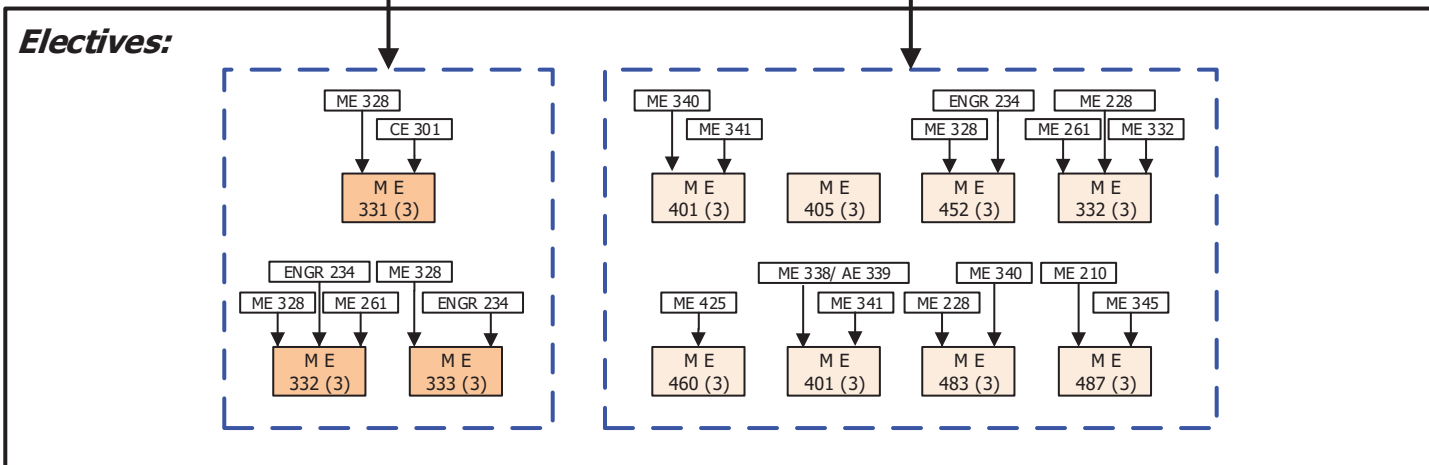 Electives:
ME 328
CE 301
M E
331 (3)
ENGR 234
ME 328
ME 328
ME 261
ENGR 234
M E
332 (3)
M E
333 (3)
ME 340
ENGR 234
ME 228
ME 341
ME 328
ME 261
ME 332
M E
401 (3)
M E
405 (3)
M E
452 (3)
M E
332 (3)
ME 338/ AE 339
ME 340
ME 210
ME 425
ME 341
ME 228
ME 345
M E
460 (3)
M E
401 (3)
M E
483 (3)
M E
487 (3)